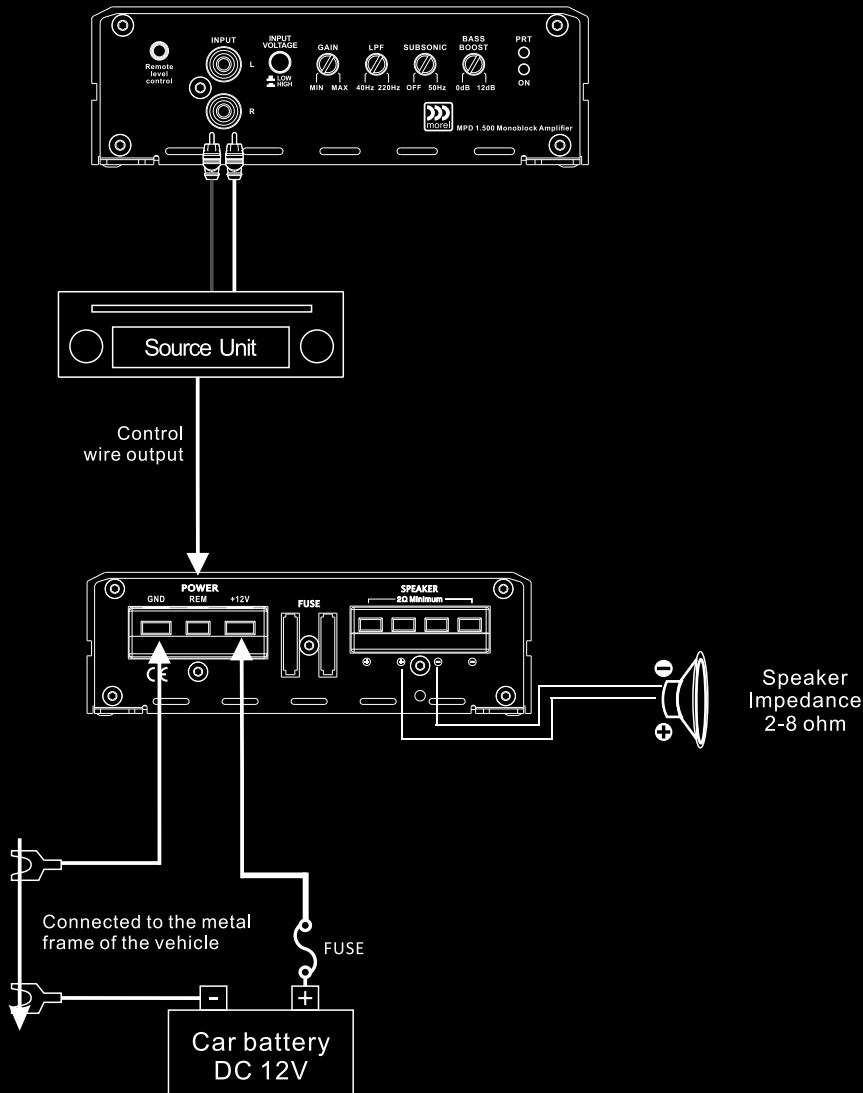 INPUT
INPUT
VOLTAGE
GAIN
LPF
SUBSONIC
BASS
BOOST
PRT
Remote
level
control
L
LOW
HIGH
MIN MAX
40Hz 220Hz
OFF 50Hz
0dB 12dB
ON
R
morel
MPD 1.500 Monoblock Amplifier
Source Unit
Control
wire output
POWER
GND REM +12V
FUSE
SPEAKER
2Ω Minimum
+ + - -
CE
-
+
Speaker
Impedance
2-8 ohm
Connected to the metal
frame of the vehicle
FUSE
- +
Car battery
DC 12V